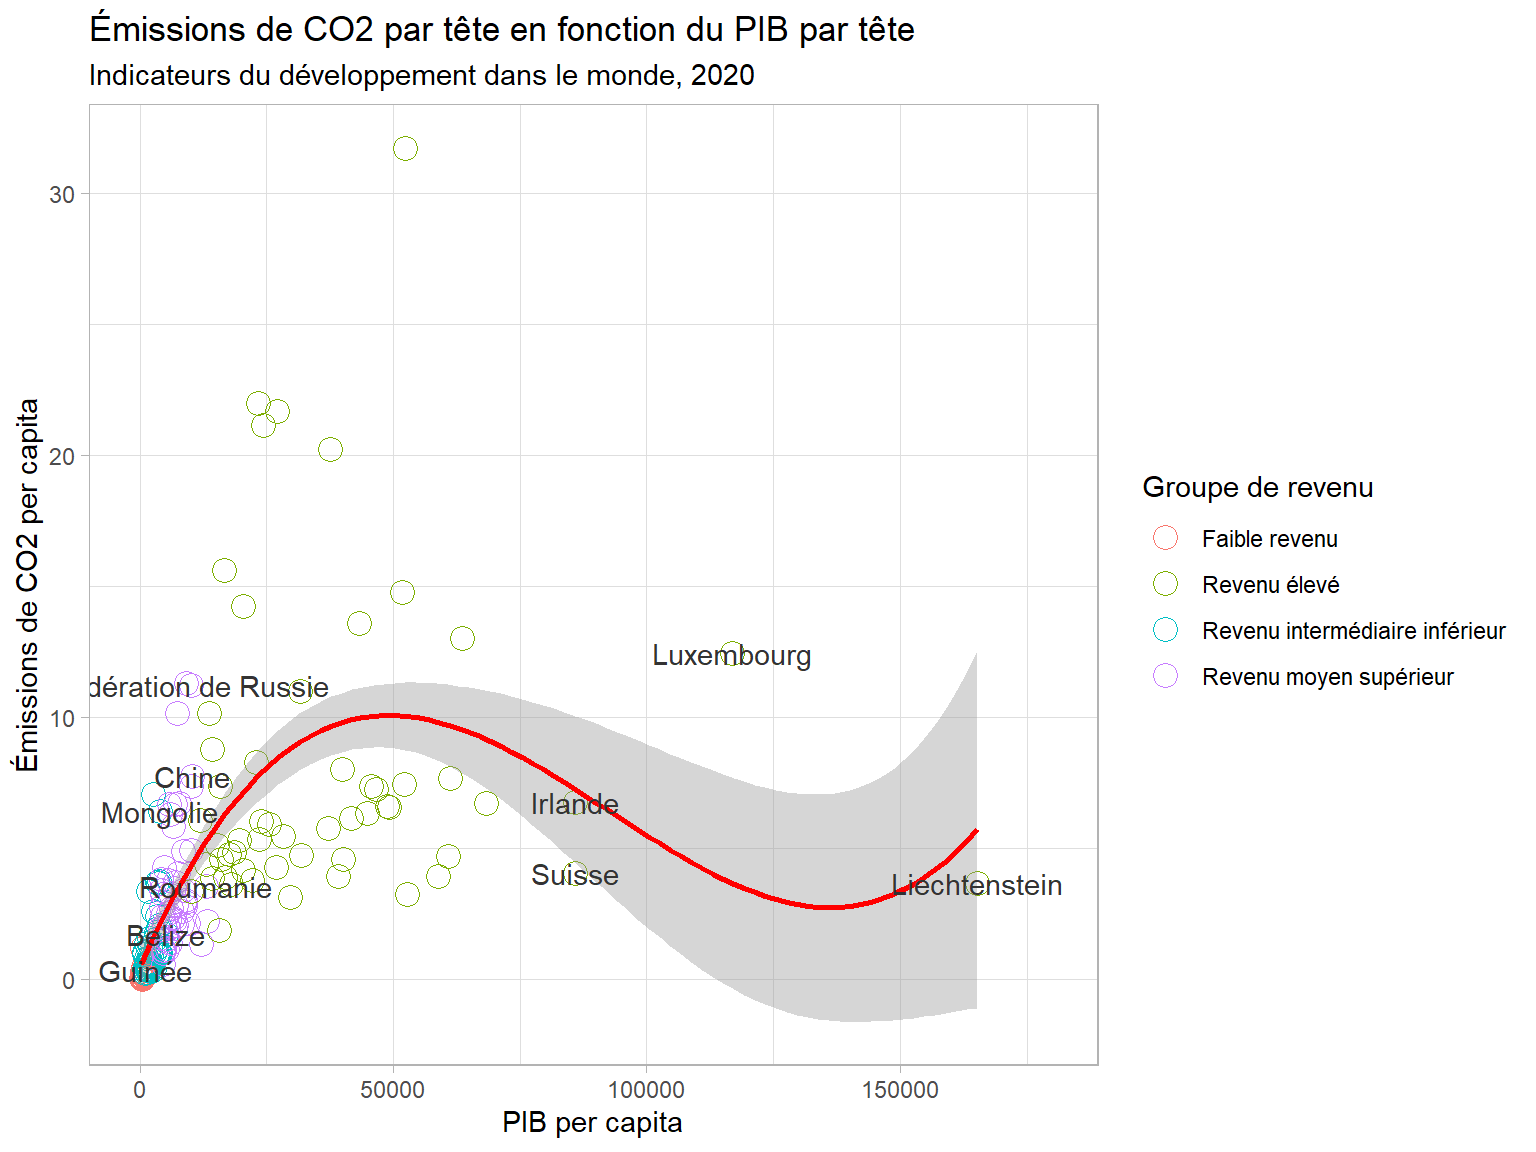 Émissions de CO2 par tête en fonction du PIB par tête
Indicateurs du développement dans le monde, 2020
Émissions de CO2 per capita
30
20
10
0
Luxembourg
dération de Russie
Chine
Mongolie
Irlande
Suisse
Roumanie
Liechtenstein
Belize
Guinée
0
50000
100000
150000
PIB per capita
Groupe de revenu
Faible revenu
Revenu élevé
Revenu intermédiaire inférieur
Revenu moyen supérieur